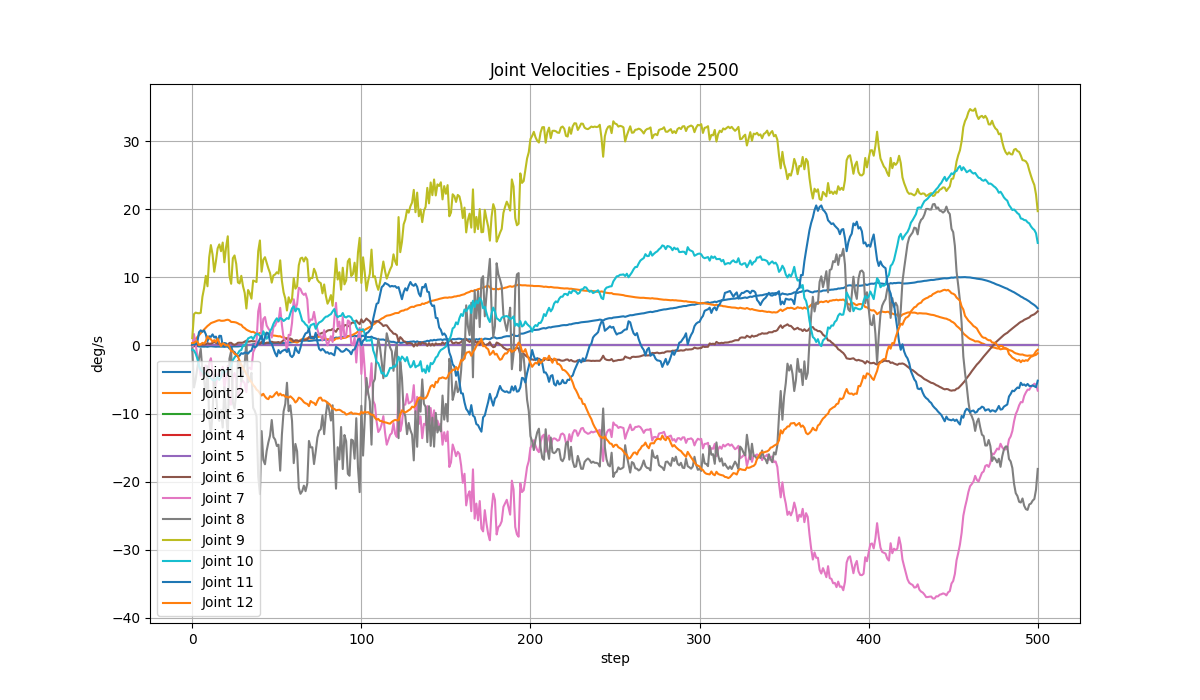 Joint Velocities - Episode 2500
deg/s
30
20
10
0
−10
−20
−30
−40
Joint 1
Joint 2
Joint 3
Joint 4
Joint 5
Joint 6
Joint 7
Joint 8
Joint 9
Joint 10
Joint 11
Joint 12
0 100 200 300 400 500
step